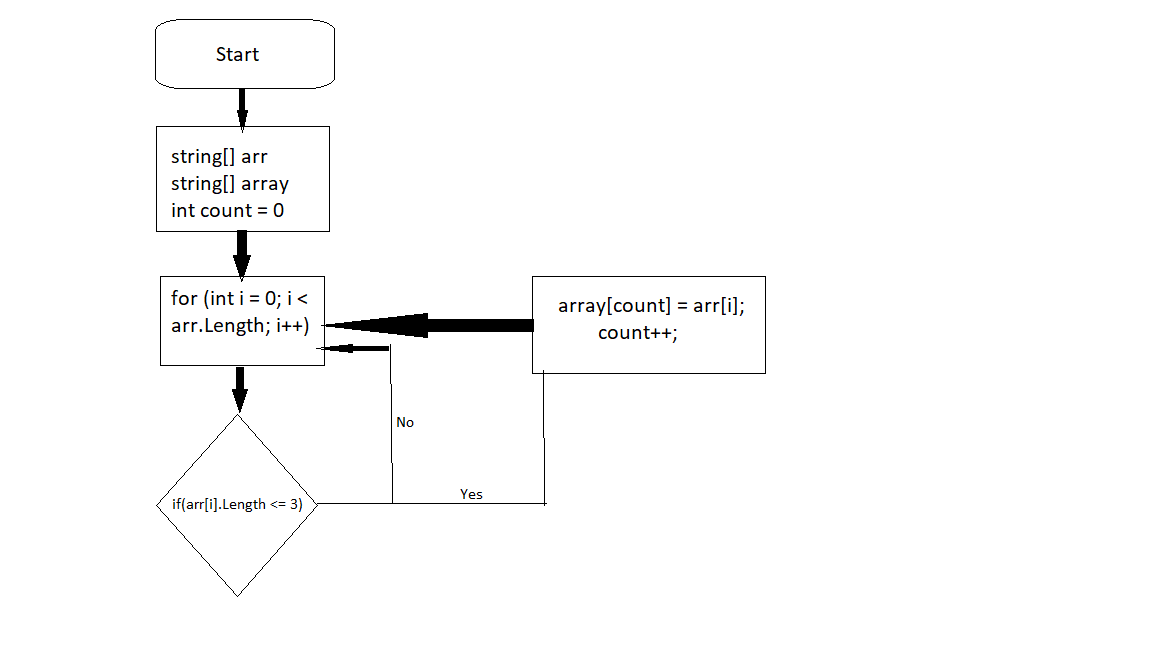 Start
string[] arr
string[] array
int count = 0
for (int i = 0; i <
arr.Length; i++)
array[count] = arr[i];
count++;
No
Yes
if(arr[i].Length <= 3)